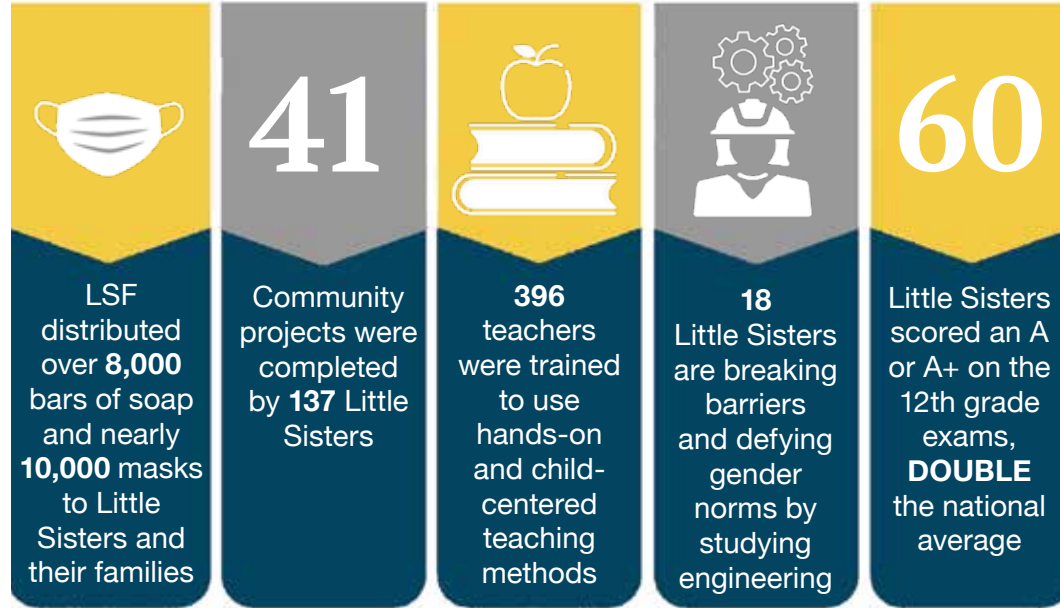 LSF
distributed
over 8,000
bars of soap
and nearly
10,000 masks
to Little
Sisters and
their families
41
Community
projects were
completed
by 137 Little
Sisters
396
teachers
were trained
to use
hands-on
and child-
centered
teaching
methods
18
Little Sisters
are breaking
barriers
and defying
gender
norms by
studying
engineering
60
Little Sisters
scored an A
or A+ on the
12th grade
exams,
DOUBLE
the national
average